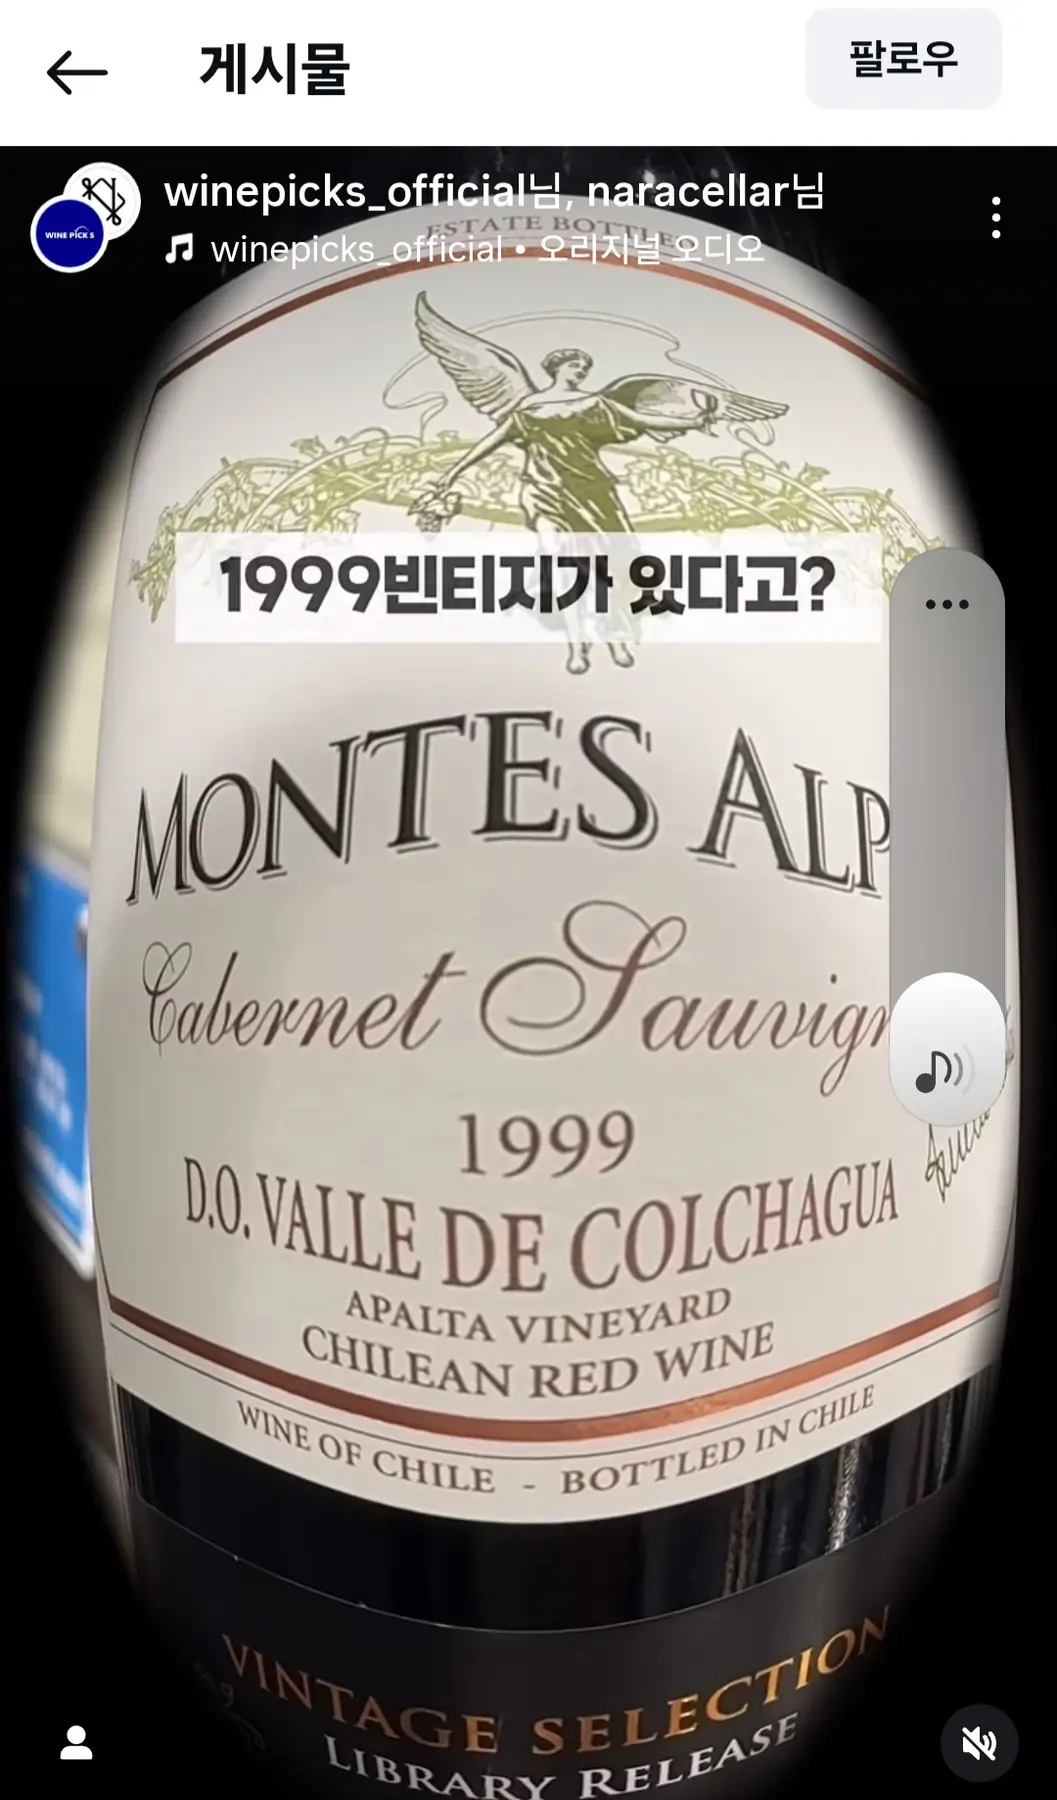 게시물
팔로우
winepicks_official님, naracellar님
winepicks_official • 오리지널 오디오
WINE PICKS
ESTATE BOTTLE
1999빈티지가 있다고?
MONTES ALP
Cabernet Sauvign
1999
D.O. VALLE DE COLCHAGUA
APALTA VINEYARD
CHILEAN RED WINE
WINE OF CHILE - BOTTLED IN CHILE
VINTAGE SELECTION
LIBRARY RELEASE